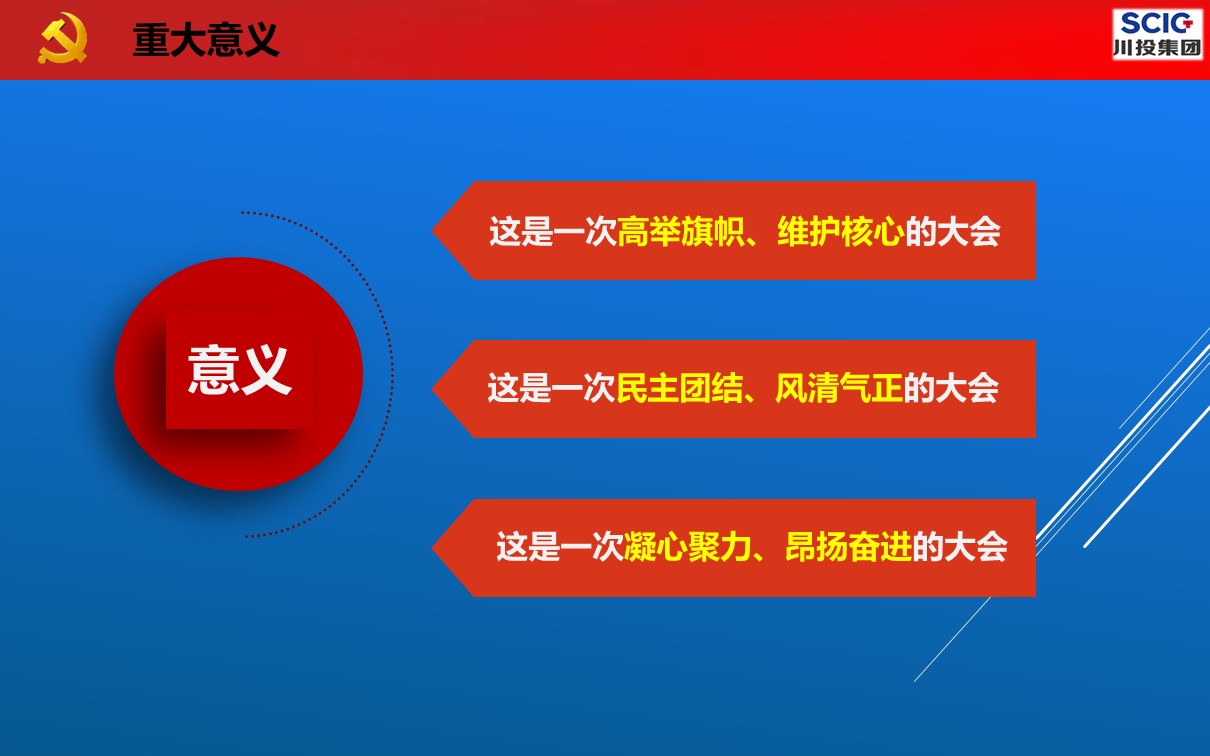 重大意义
SCIG
川投集团
这是一次高举旗帜、维护核心的大会
意义
这是一次民主团结、风清气正的大会
这是一次凝心聚力、昂扬奋进的大会